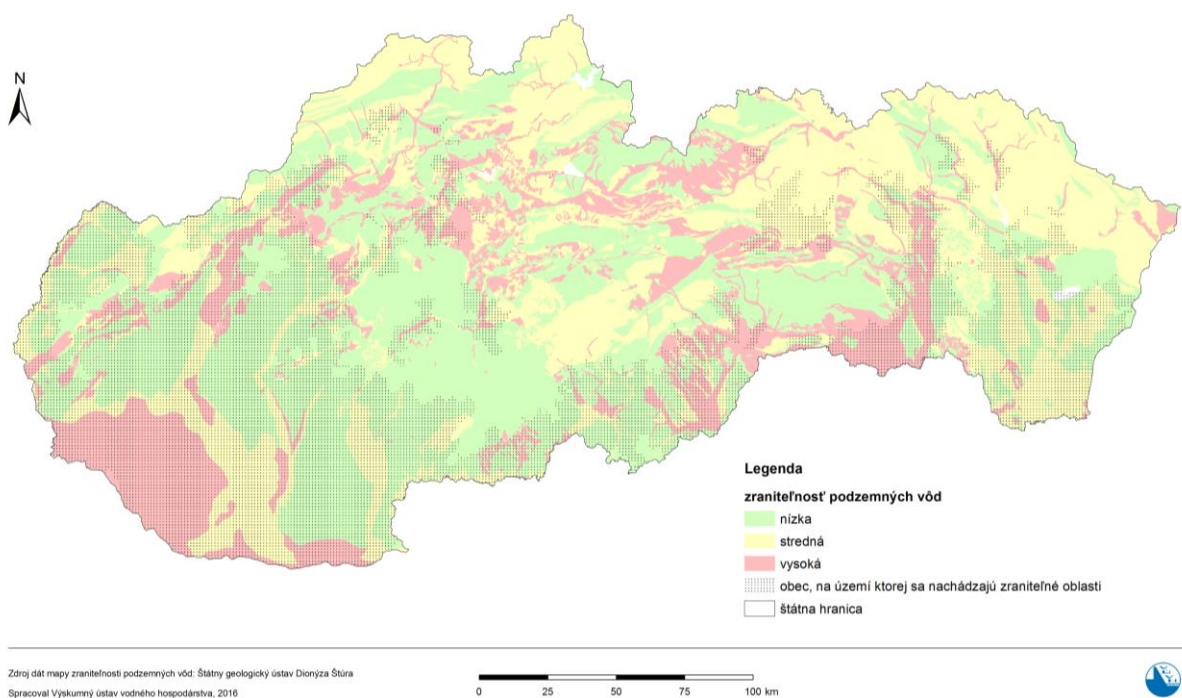 N
Legenda
zraniteľnosť podzemných vôd
nízka
stredná
vysoká
obec, na území ktorej sa nachádzajú zraniteľné oblasti
štátna hranica
Zdroj dát mapy zraniteľnosti podzemných vôd: Štátny geologický ústav Dionýza Štúra
Spracoval Výskumný ústav vodného hospodárstva, 2016
0 25 50 75 100 km